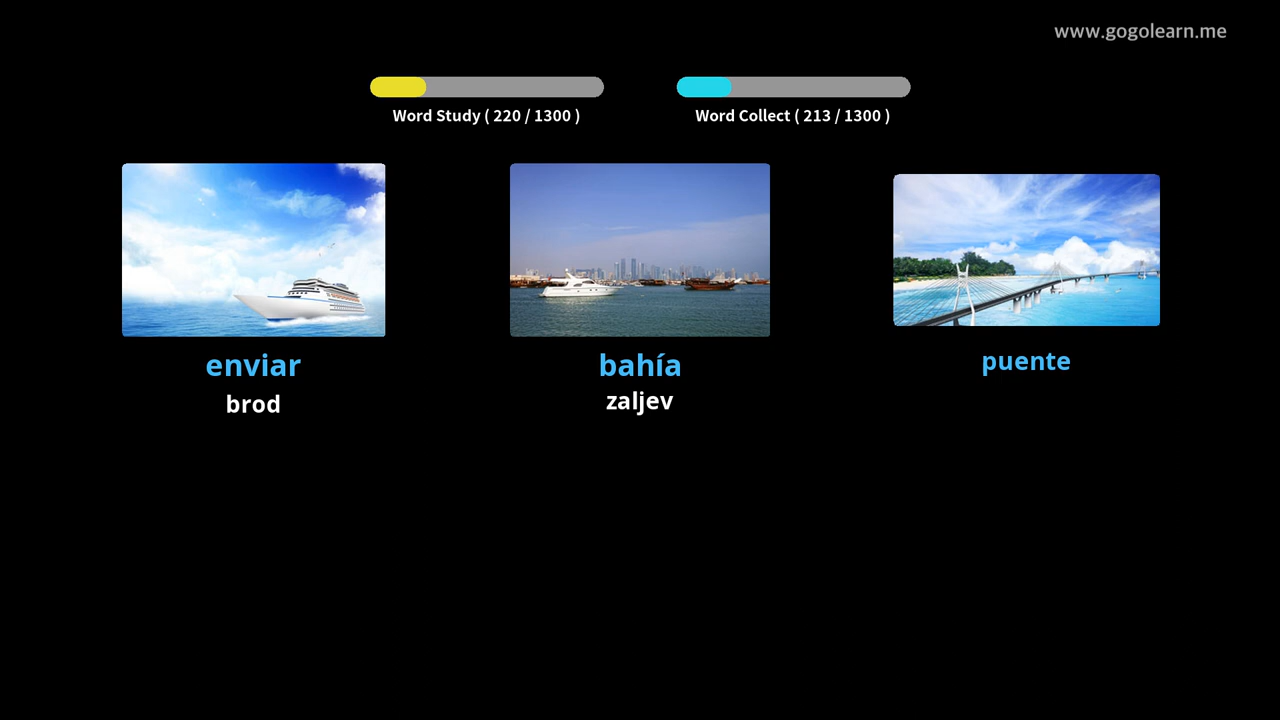 www.gogolearn.me
Word Study ( 220 / 1300 )
Word Collect ( 213 / 1300 )
enviar
brod
bahía
zaljev
puente